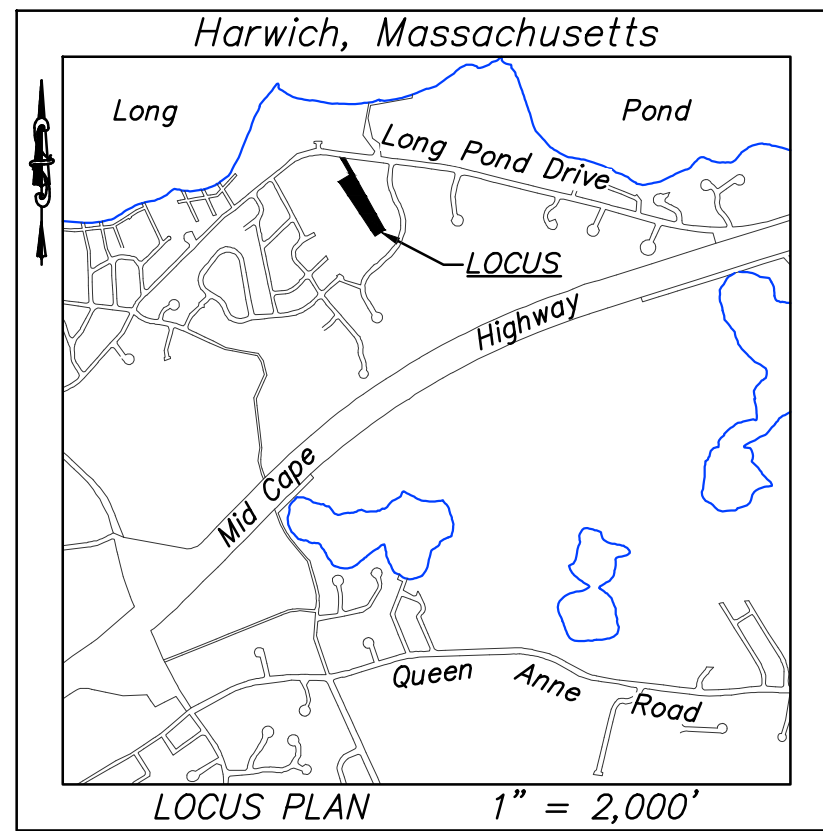 Harwich, Massachusetts
Long Pond
Long Pond Drive
LOCUS
Highway
Mid Cape
Queen Anne Road
LOCUS PLAN 1" = 2,000'